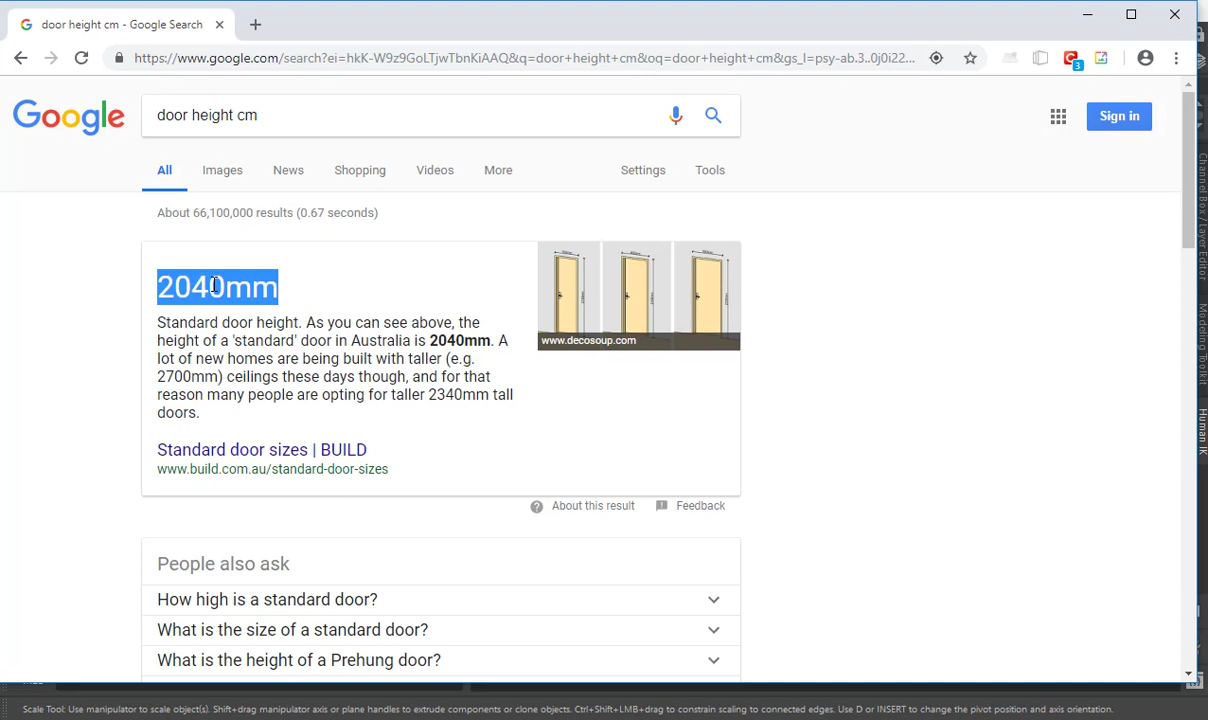 door height cm - Google Search
https://www.google.com/search?ei=hkK-W9z9GoLTjwTbnKiAAQ&q=door+height+cm&oq=door+height+cm&gs_l=psy-ab.3..0j0i22...
3
Google
door height cm
Sign in
All Images News Shopping Videos More Settings Tools
About 66,100,000 results (0.67 seconds)
2040mm
Standard door height. As you can see above, the
height of a 'standard' door in Australia is 2040mm. A
lot of new homes are being built with taller (e.g.
2700mm) ceilings these days though, and for that
reason many people are opting for taller 2340mm tall
doors.
www.decosoup.com
Standard door sizes | BUILD
www.build.com.au/standard-door-sizes
About this result Feedback
People also ask
How high is a standard door?
What is the size of a standard door?
What is the height of a Prehung door?
Channel Box / Layer Editor
Modeling Toolkit
Human IK
Scale Tool: Use manipulator to scale object(s). Shift+drag manipulator axis or plane handles to extrude components or clone objects. Ctrl+Shift+LMB+drag to constrain scaling to connected edges. Use D or INSERT to change the pivot position and axis orientation.